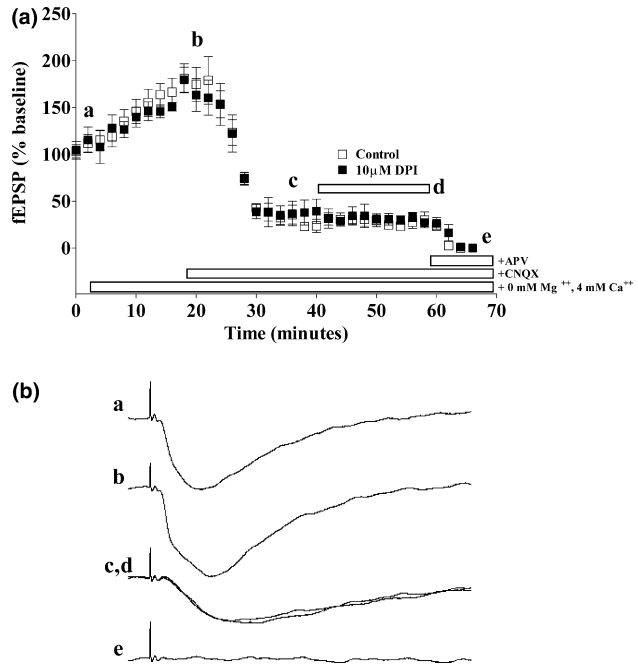 (a)
250
200
150
100
50
0
fEPSP (% baseline)
a
b
c
d
e
Control
10μM DPI
+APV
+CNQX
+ 0 mM Mg ++, 4 mM Ca++
0 10 20 30 40 50 60 70
Time (minutes)
(b)
a
b
c,d
e